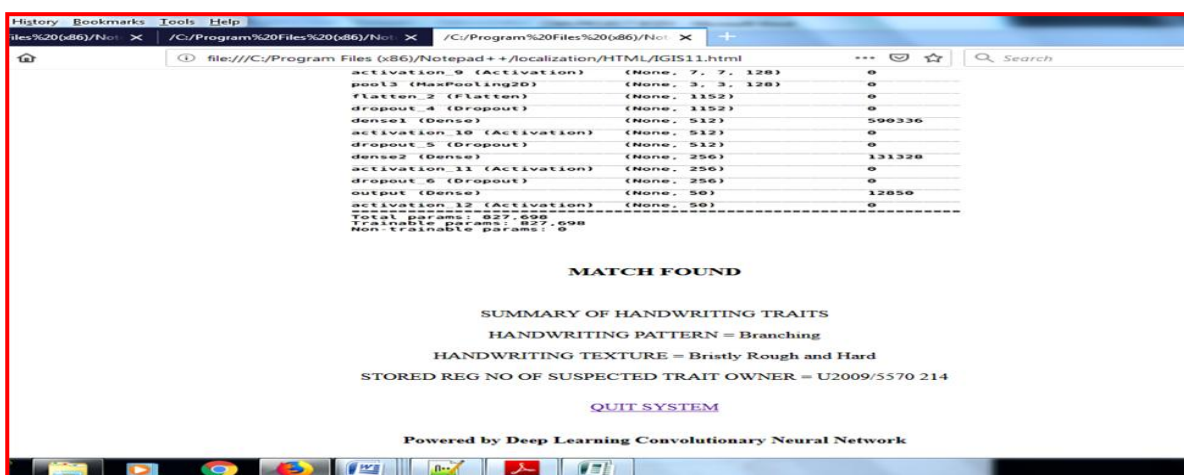 History Bookmarks Tools Help
iles%20(x86)/Not × /C:/Program%20Files%20(x86)/Not × /C:/Program%20Files%20(x86)/Not × +
file:///C:/Program Files (x86)/Notepad++/localization/HTML/IGIS11.html Search
activation_9 (Activation) (None, 7, 7, 128) 0
pool3 (MaxPooling2D) (None, 3, 3, 128) 0
flatten_2 (Flatten) (None, 1152) 0
dropout_4 (Dropout) (None, 1152) 0
dense1 (Dense) (None, 512) 590336
activation_10 (Activation) (None, 512) 0
dropout_5 (Dropout) (None, 512) 0
dense2 (Dense) (None, 256) 131328
activation_11 (Activation) (None, 256) 0
dropout_6 (Dropout) (None, 256) 0
output (Dense) (None, 50) 12850
activation_12 (Activation) (None, 50) 0
Total params: 827,698
Trainable params: 827,698
Non-trainable params: 0
MATCH FOUND
SUMMARY OF HANDWRITING TRAITS
HANDWRITING PATTERN = Branching
HANDWRITING TEXTURE = Bristly Rough and Hard
STORED REG NO OF SUSPECTED TRAIT OWNER = U2009/5570 214
QUIT SYSTEM
Powered by Deep Learning Convolutionary Neural Network